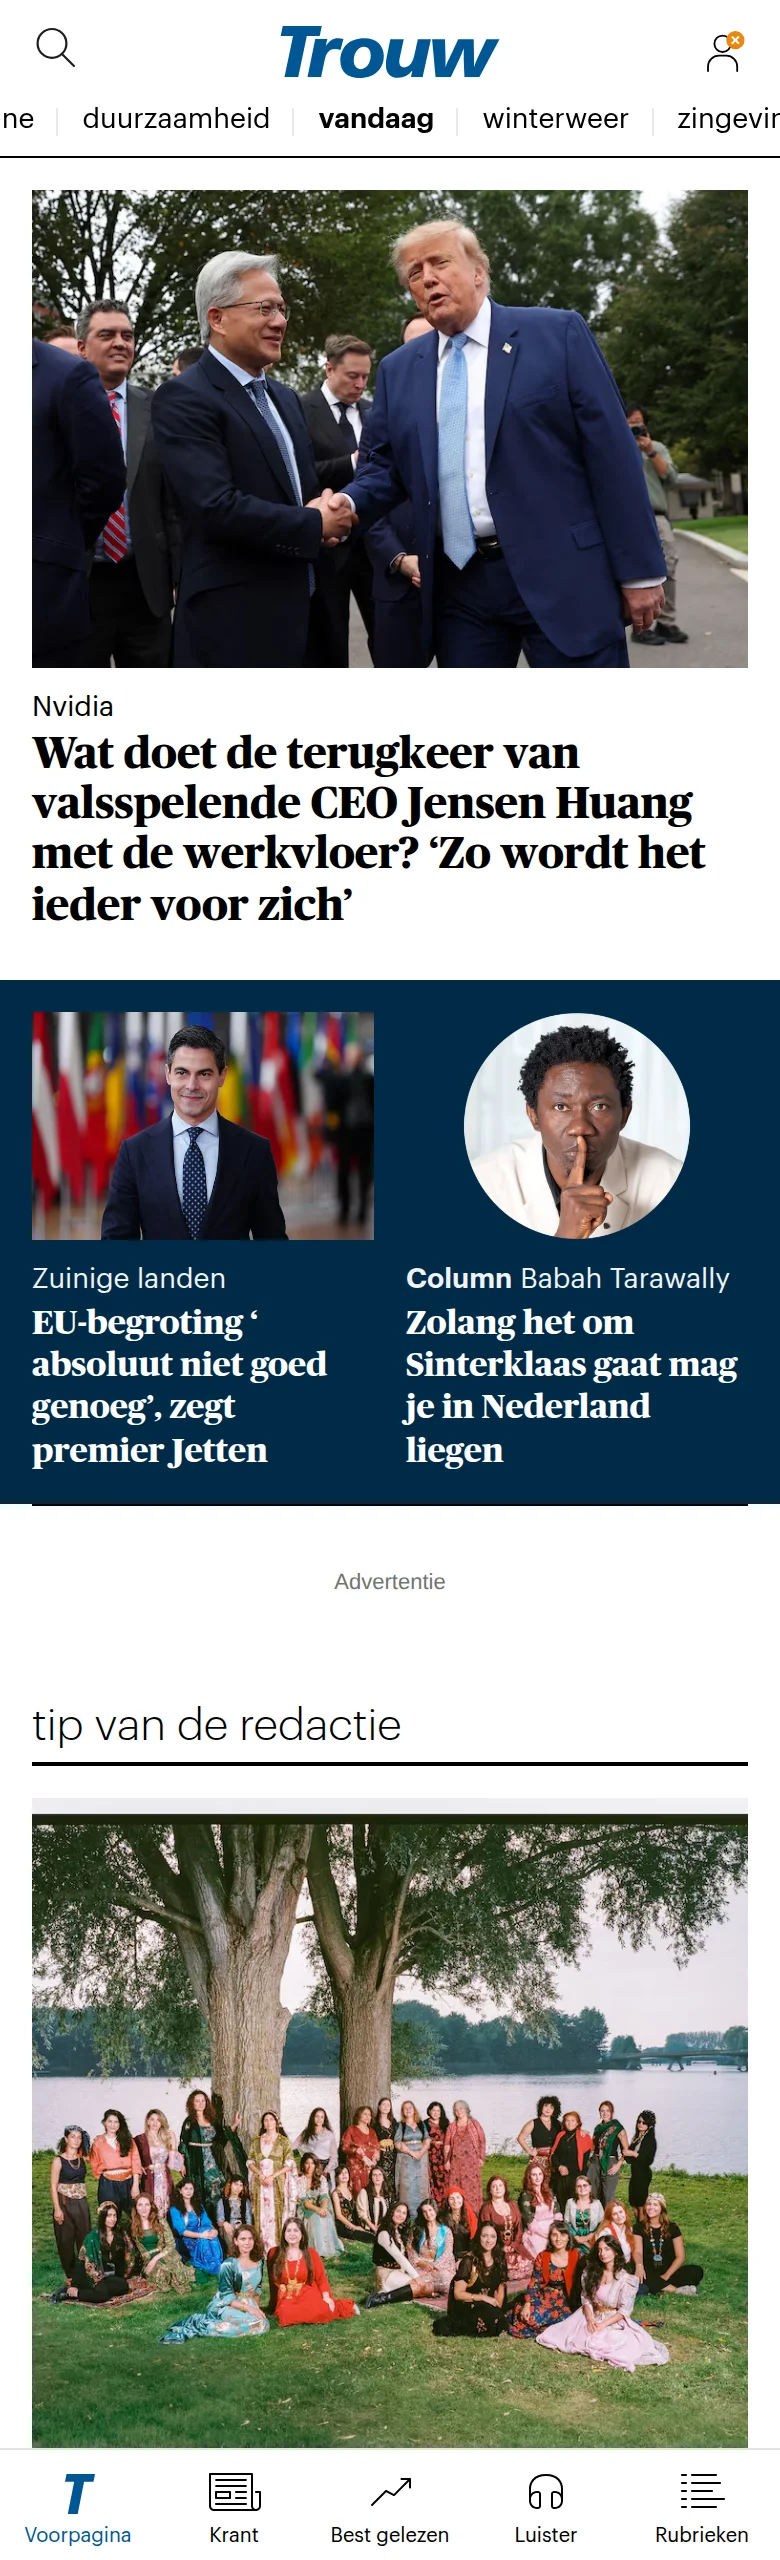 Trouw
ne
duurzaamheid
vandaag
winterweer
zingevin
Nvidia
Wat doet de terugkeer van
valsspelende CEO Jensen Huang
met de werkvloer? ‘Zo wordt het
ieder voor zich’
Zuinige landen
EU-begroting ‘
absoluut niet goed
genoeg’, zegt
premier Jetten
Column Babah Tarawally
Zolang het om
Sinterklaas gaat mag
je in Nederland
liegen
Advertentie
tip van de redactie
T
Voorpagina
Krant
Best gelezen
Luister
Rubrieken